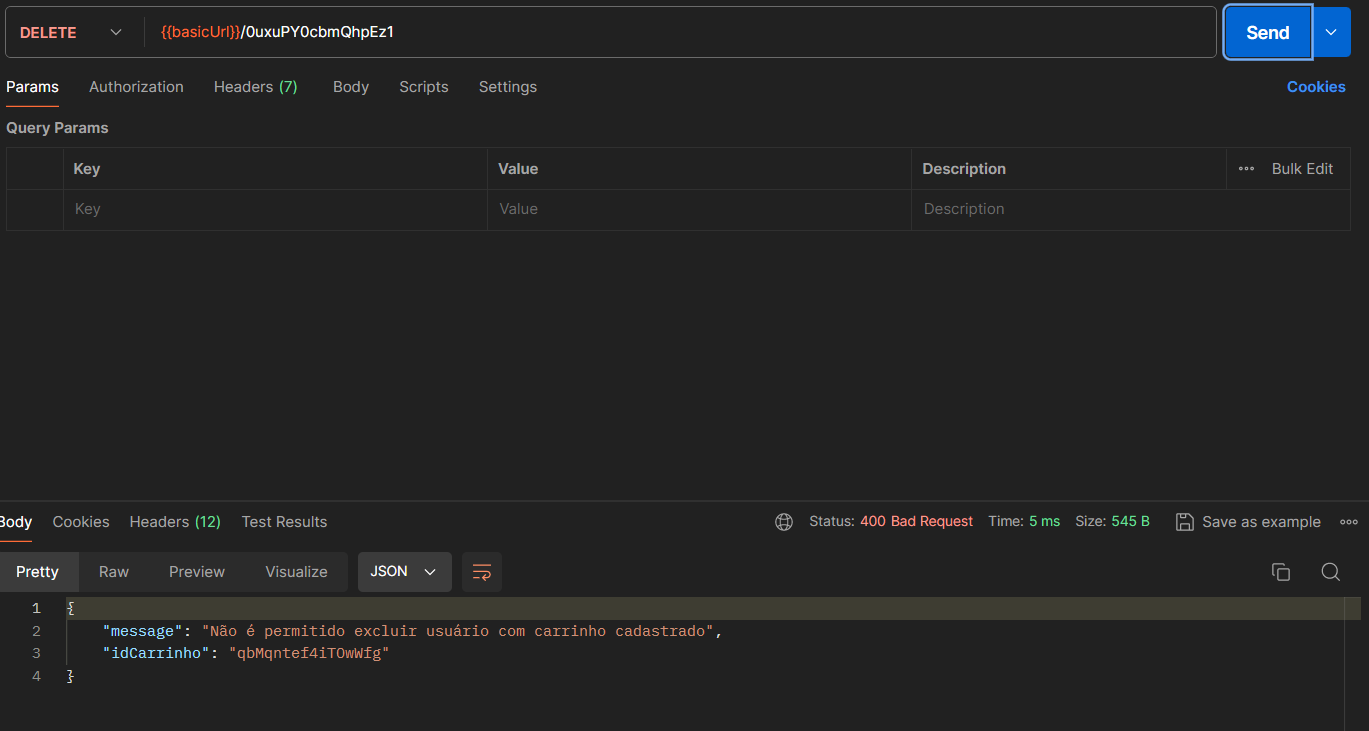 DELETE {{basicUrl}}/0uxuPY0cbmQhpEz1 Send
Params Authorization Headers (7) Body Scripts Settings Cookies
Query Params
Key Value Description Bulk Edit
Key Value Description
Body Cookies Headers (12) Test Results Status: 400 Bad Request Time: 5 ms Size: 545 B Save as example
Pretty Raw Preview Visualize JSON
1 {
2 "message": "Não é permitido excluir usuário com carrinho cadastrado",
3 "idCarrinho": "qbMqntef4iTOwWfg"
4 }